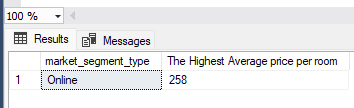 100 %
Results Messages
market_segment_type The Highest Average price per room
1 Online 258